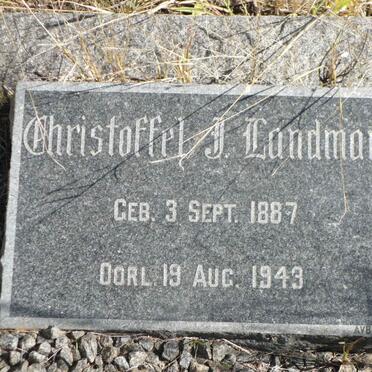 Christoffel J. Landman
Geb. 3 Sept. 1887
Oorl. 19 Aug. 1943